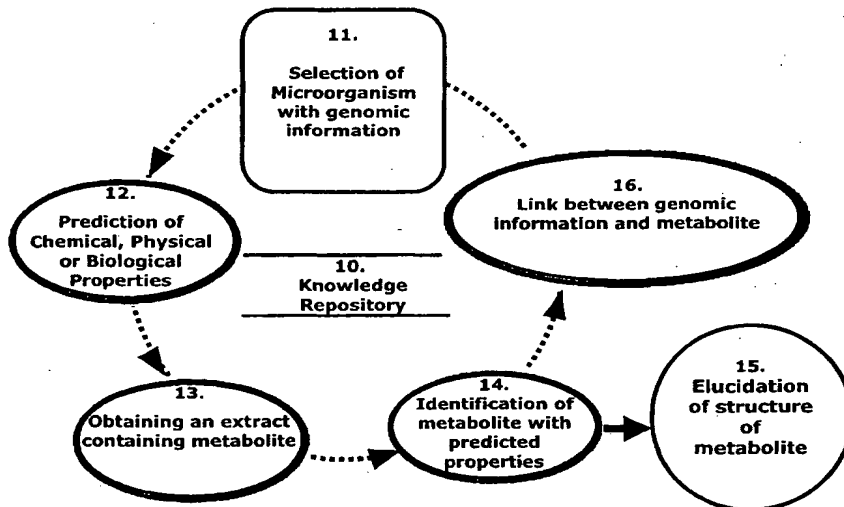 11.
Selection of
Microorganism
with genomic
information
12.
Prediction of
Chemical, Physical
or Biological
Properties
16.
Link between genomic
information and metabolite
10.
Knowledge
Repository
13.
Obtaining an extract
containing metabolite
14.
Identification of
metabolite with
predicted
properties
15.
Elucidation
of structure
of
metabolite